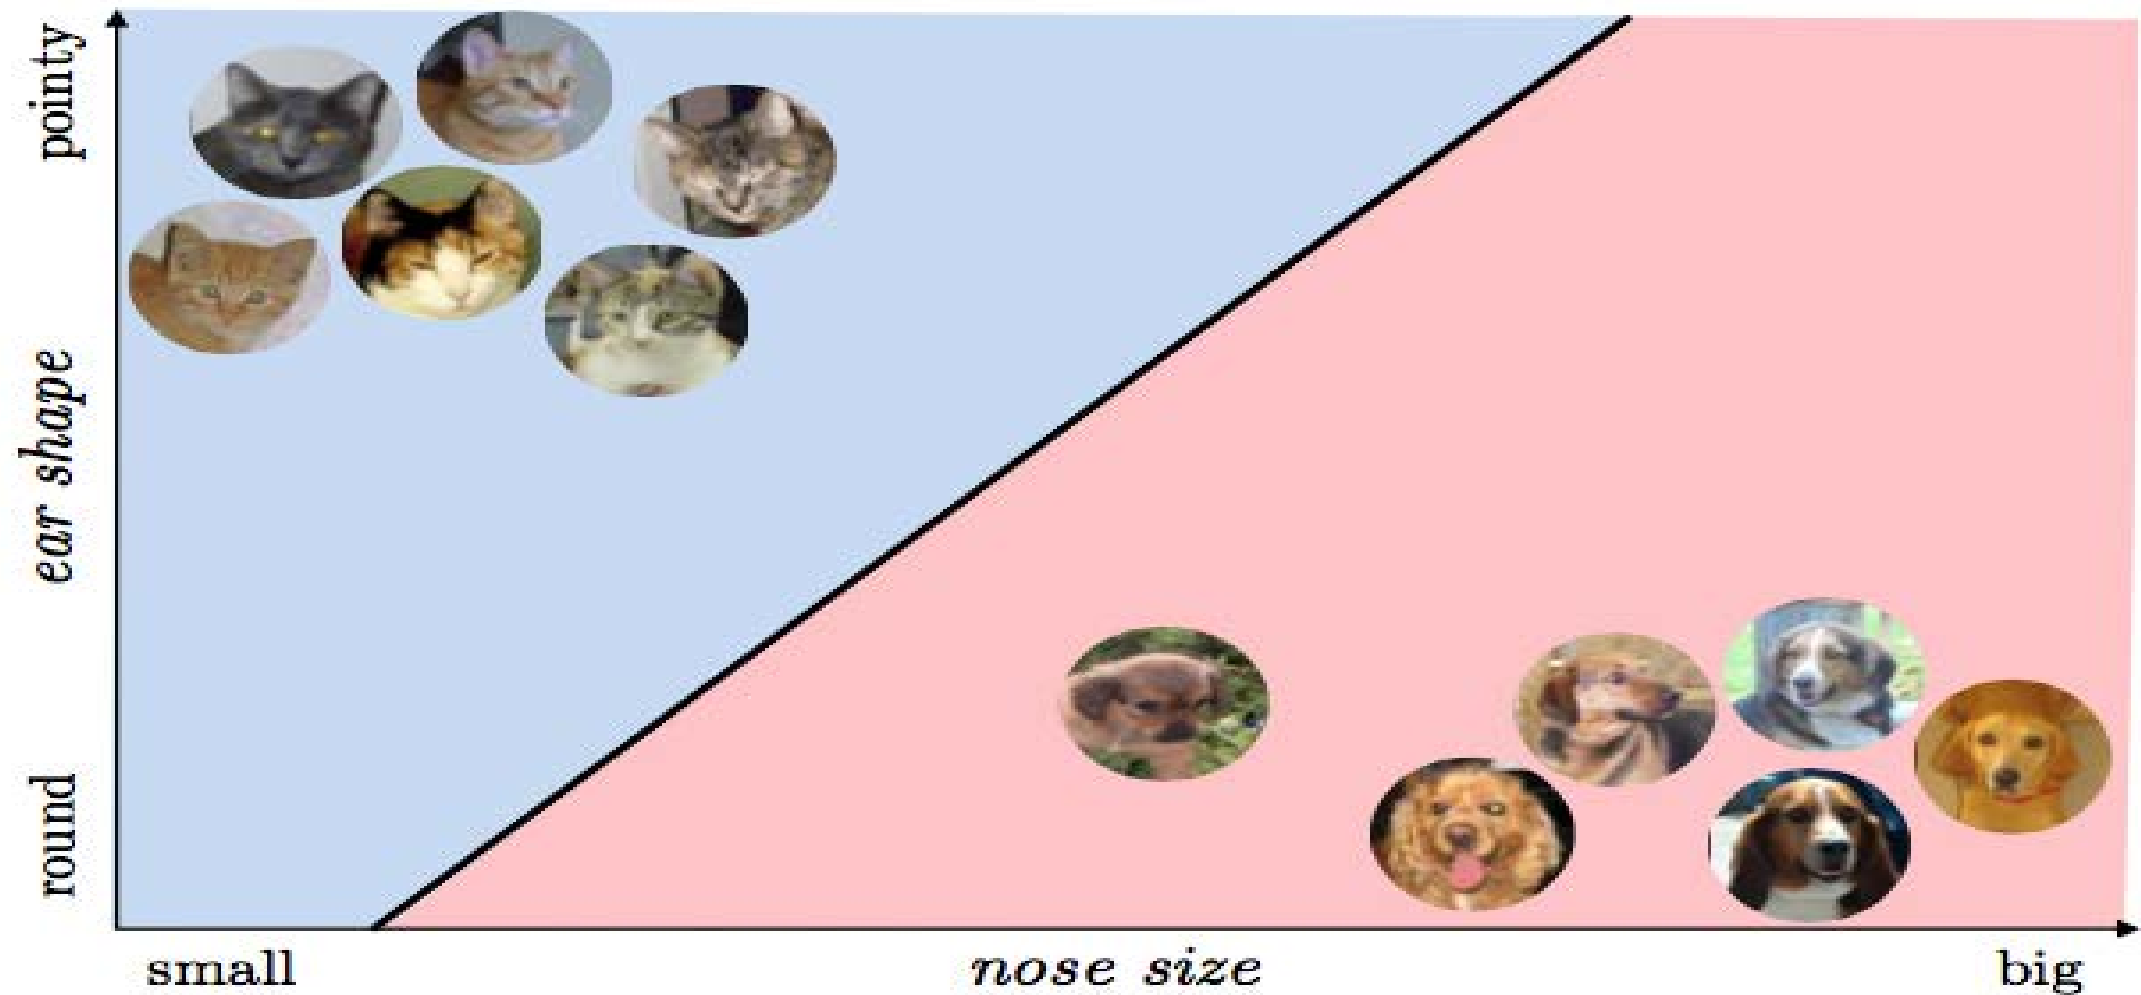 pointy
ear shape
round
small
nose size
big